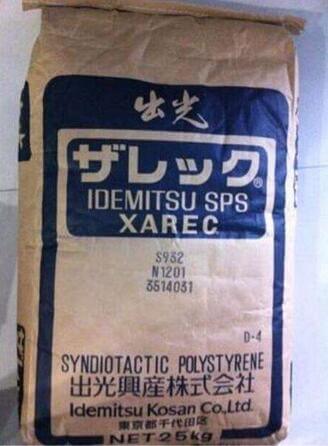 出光
ザレック®
IDEMITSU SPS
XAREC
S932
N1201
3514031
D-4
SYNDIOTACTIC POLYSTYRENE
出光興産株式会社
Idemitsu Kosan Co.,Ltd.
東京都千代田区
NET 25kg